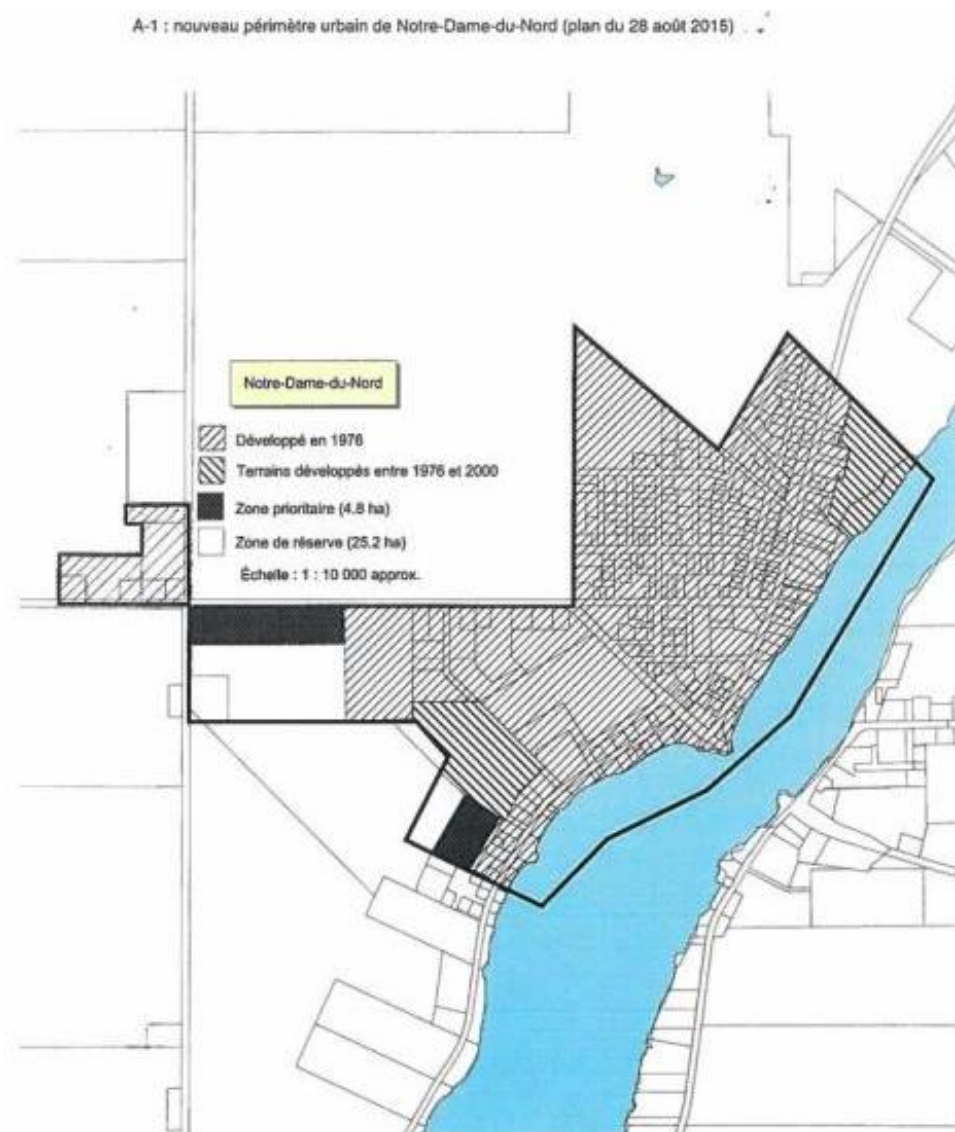 A-1 : nouveau périmètre urbain de Notre-Dame-du-Nord (plan du 28 août 2015)
Notre-Dame-du-Nord
Développé en 1976
Terrains développés entre 1976 et 2000
Zone prioritaire (4.8 ha)
Zone de réserve (25.2 ha)
Échelle : 1 : 10 000 approx.